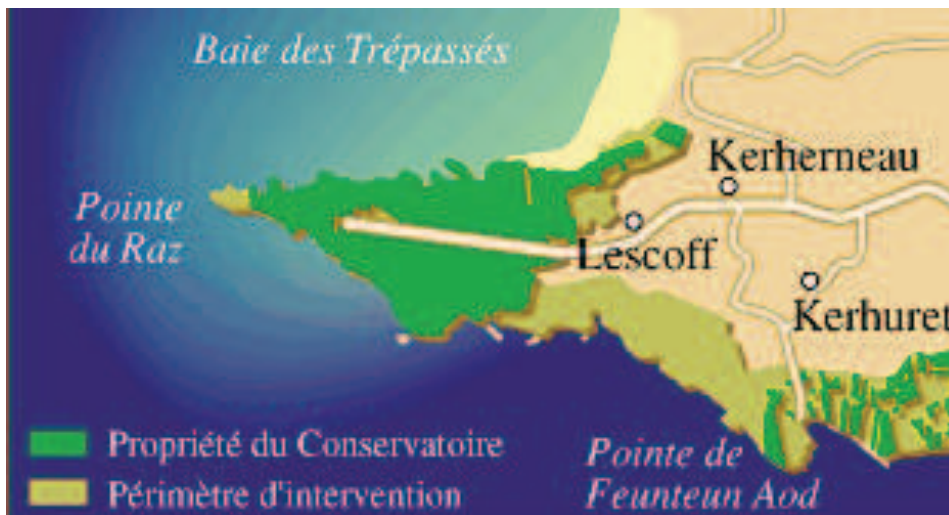 Baie des Trépassés
Kerherneau
Pointe
du Raz
Lescoff
Kerhuret
Propriété du Conservatoire
Pointe de
Périmètre d'intervention
Feunteun Aod